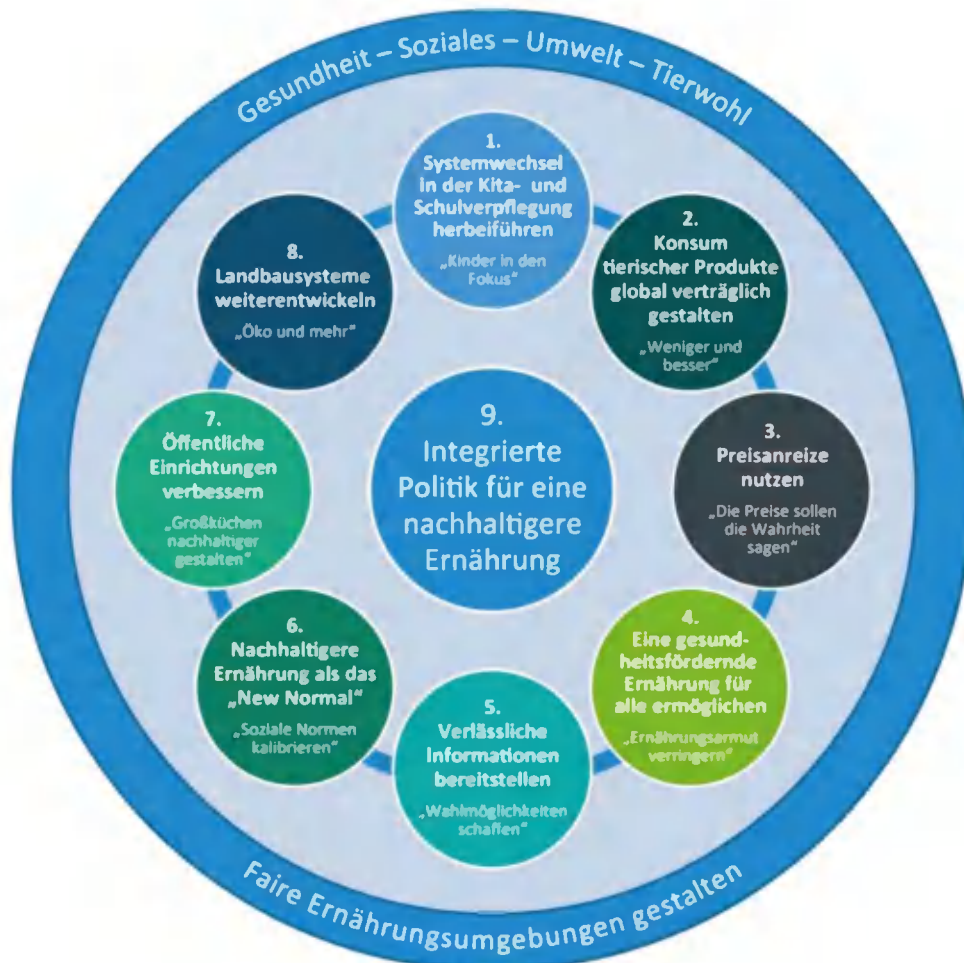 Gesundheit – Soziales – Umwelt – Tierwohl
1.
Systemwechsel
in der Kita- und
Schulverpflegung
herbeiführen
„Kinder in den
Fokus“
2.
Konsum
tierischer Produkte
global verträglich
gestalten
„Weniger und
besser“
3.
Preisanreize
nutzen
„Die Preise sollen
die Wahrheit
sagen“
4.
Eine gesund-
heitsfördernde
Ernährung für
alle ermöglichen
„Ernährungsarmut
verringern“
5.
Verlässliche
Informationen
bereitstellen
„Wahlmöglichkeiten
schaffen“
6.
Nachhaltigere
Ernährung als das
„New Normal“
„Soziale Normen
kalibrieren“
7.
Öffentliche
Einrichtungen
verbessern
„Großküchen
nachhaltiger
gestalten“
8.
Landbausysteme
weiterentwickeln
„Öko und mehr“
9.
Integrierte
Politik für eine
nachhaltigere
Ernährung
Faire Ernährungsumgebungen gestalten